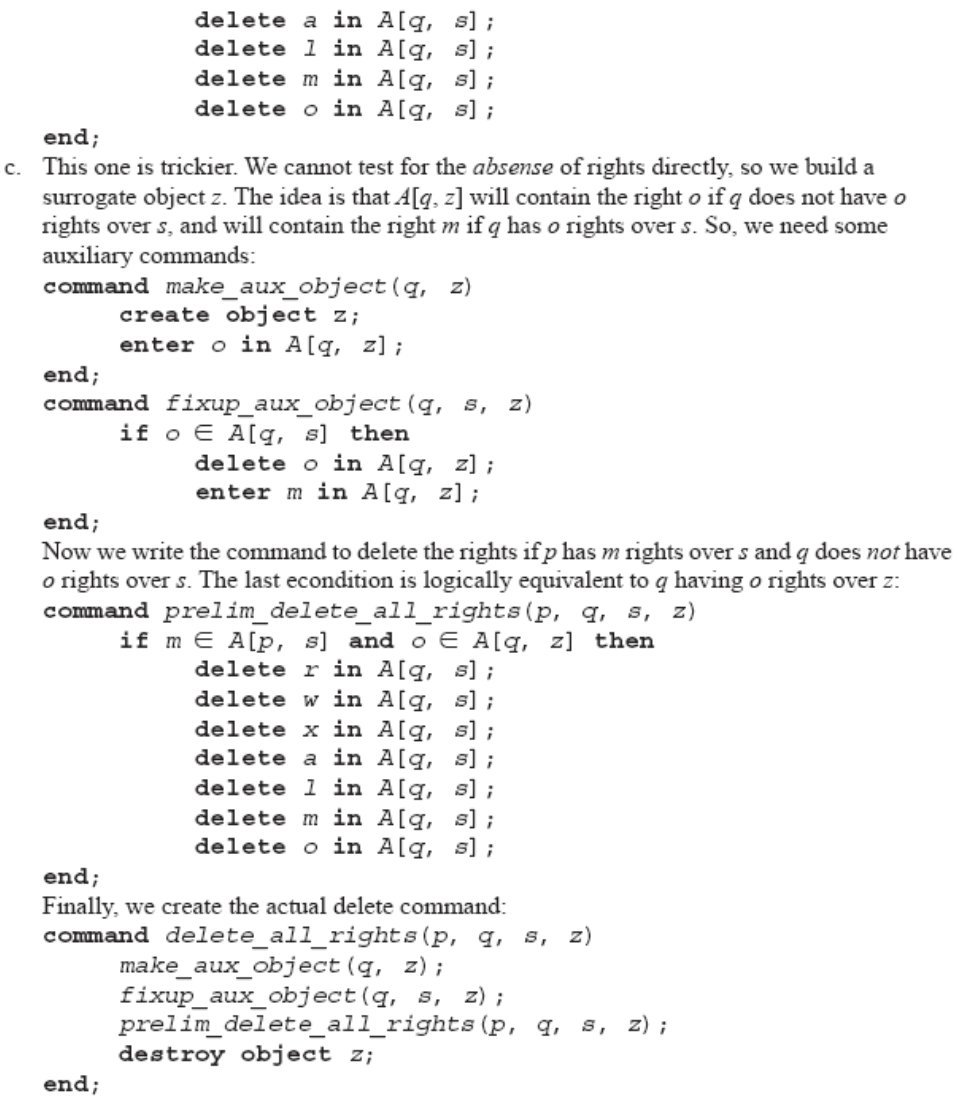 delete a in A[q, s];
delete l in A[q, s];
delete m in A[q, s];
delete o in A[q, s];
end;
c. This one is trickier. We cannot test for the absense of rights directly, so we build a
surrogate object z. The idea is that A[q, z] will contain the right o if q does not have o
rights over s, and will contain the right m if q has o rights over s. So, we need some
auxiliary commands:
command make_aux_object(q, z)
create object z;
enter o in A[q, z];
end;
command fixup_aux_object(q, s, z)
if o ∈ A[q, s] then
delete o in A[q, z];
enter m in A[q, z];
end;
Now we write the command to delete the rights if p has m rights over s and q does not have
o rights over s. The last econdition is logically equivalent to q having o rights over z:
command prelim_delete_all_rights(p, q, s, z)
if m ∈ A[p, s] and o ∈ A[q, z] then
delete r in A[q, s];
delete w in A[q, s];
delete x in A[q, s];
delete a in A[q, s];
delete l in A[q, s];
delete m in A[q, s];
delete o in A[q, s];
end;
Finally, we create the actual delete command:
command delete_all_rights(p, q, s, z)
make_aux_object(q, z);
fixup_aux_object(q, s, z);
prelim_delete_all_rights(p, q, s, z);
destroy object z;
end;